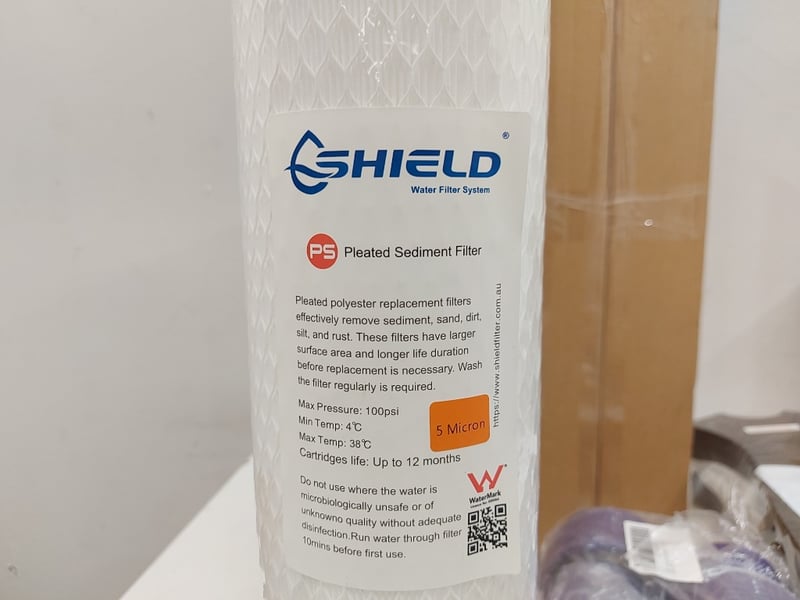 SHIELD®
Water Filter System
PS Pleated Sediment Filter
Pleated polyester replacement filters
effectively remove sediment, sand, dirt,
silt, and rust. These filters have larger
surface area and longer life duration
before replacement is necessary. Wash
the filter regularly is required.
https://www.shieldfilter.com.au
Max Pressure: 100psi
Min Temp: 4℃
Max Temp: 38℃
5 Micron
Cartridges life: Up to 12 months
Do not use where the water is
microbiologically unsafe or of
unknowno quality without adequate
disinfection.Run water through filter
10mins before first use.
WaterMark